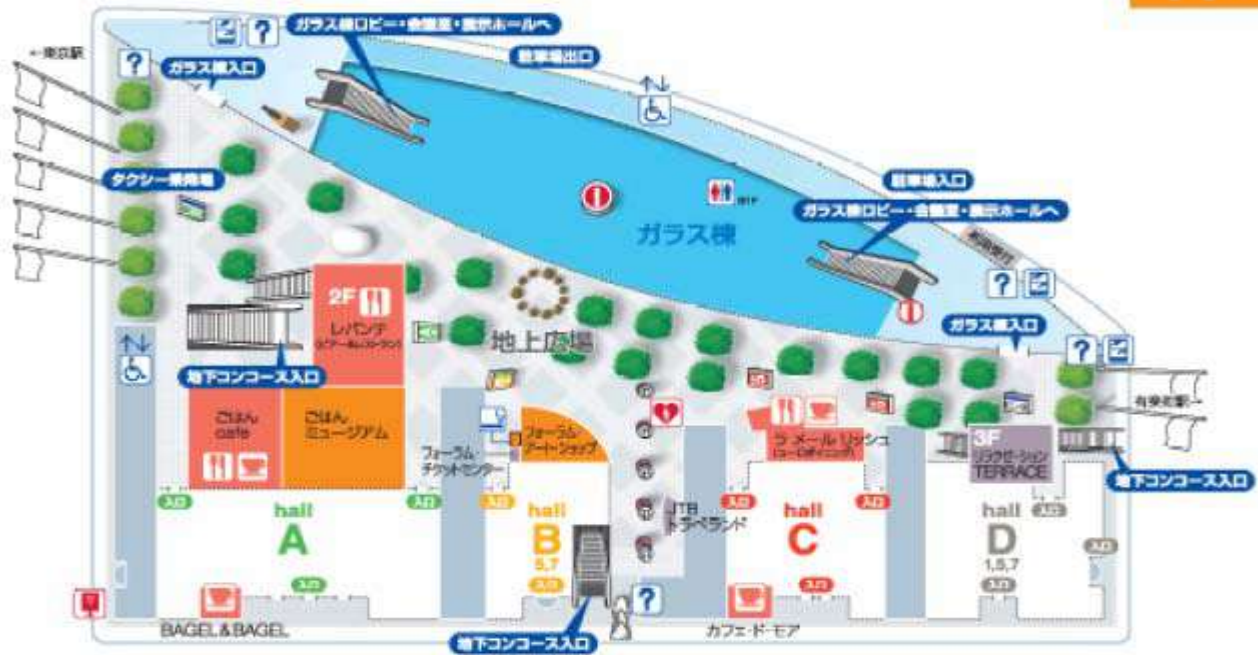 ガラス棟ロビー・会議室・展示ホールへ
←東京駅
?
?
ガラス棟入口
駐車場出口
タクシー乗降場
駐車場入口
ガラス棟ロビー・会議室・展示ホールへ
ガラス棟
?
ガラス棟入口
?
有楽町駅
2F
レバンテ
地上広場
地下コンコース入口
ごはん
cafe
ごはん
ミュージアム
フォーラム・
チケットセンター
フォーラム
アートショップ
ラ メール リッシュ
3F
リラクゼーション
TERRACE
地下コンコース入口
入口
入口
入口
入口
入口
入口
hall
A
hall
B
5,7
JTB
トラベランド
hall
C
hall
D
1,5,7
入口
入口
入口
入口
入口
?
BAGEL & BAGEL
地下コンコース入口
カフェ・ド・モア